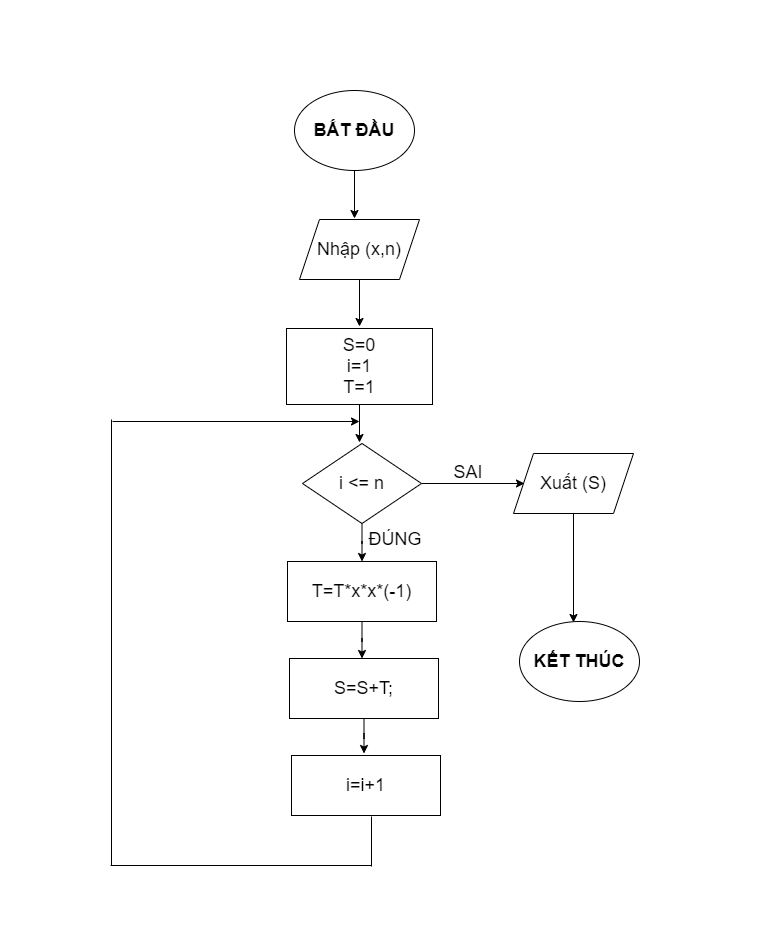 BẮT ĐẦU
Nhập (x,n)
S=0
i=1
T=1
i <= n
SAI
Xuất (S)
ĐÚNG
T=T*x*x*(-1)
KẾT THÚC
S=S+T;
i=i+1